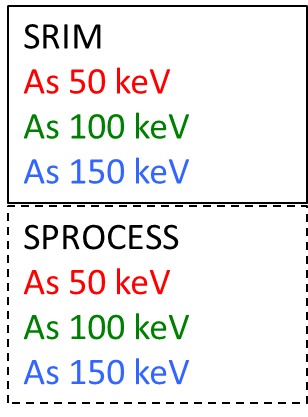 SRIM
As 50 keV
As 100 keV
As 150 keV
SPROCESS
As 50 keV
As 100 keV
As 150 keV